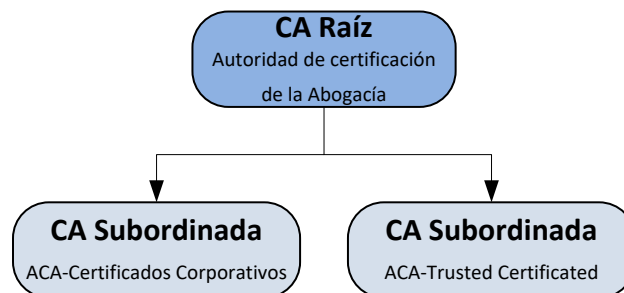 CA Raíz
Autoridad de certificación
de la Abogacía
CA Subordinada
ACA-Certificados Corporativos
CA Subordinada
ACA-Trusted Certificated